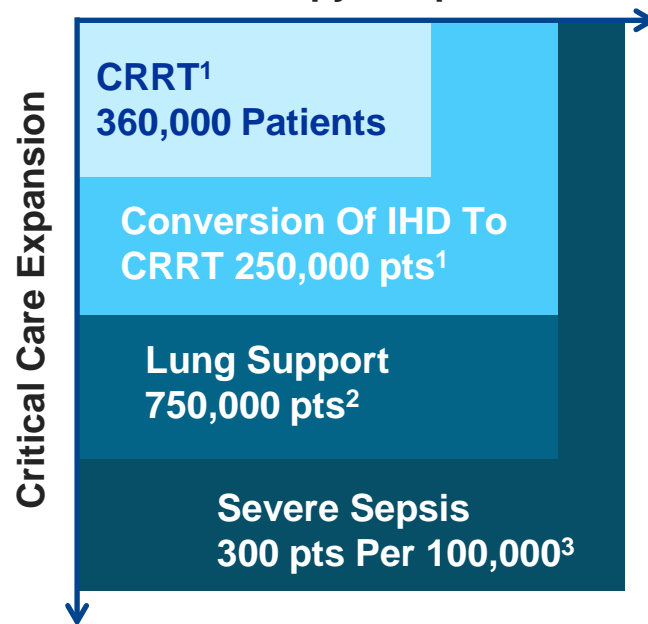 CRRT¹
360,000 Patients
Conversion Of IHD To
CRRT 250,000 pts¹
Lung Support
750,000 pts²
Severe Sepsis
300 pts Per 100,000³
Critical Care Expansion